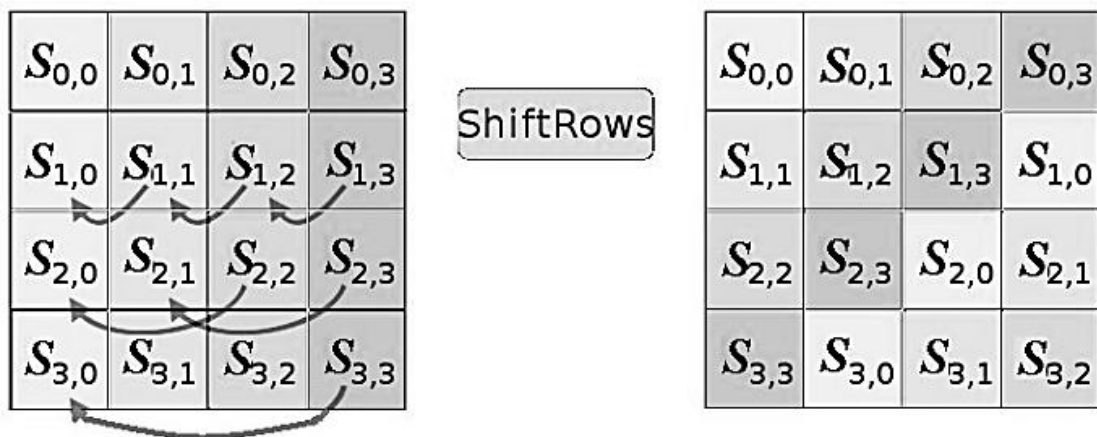 S0,0 S0,1 S0,2 S0,3
S1,0 S1,1 S1,2 S1,3
S2,0 S2,1 S2,2 S2,3
S3,0 S3,1 S3,2 S3,3
ShiftRows
S0,0 S0,1 S0,2 S0,3
S1,1 S1,2 S1,3 S1,0
S2,2 S2,3 S2,0 S2,1
S3,3 S3,0 S3,1 S3,2